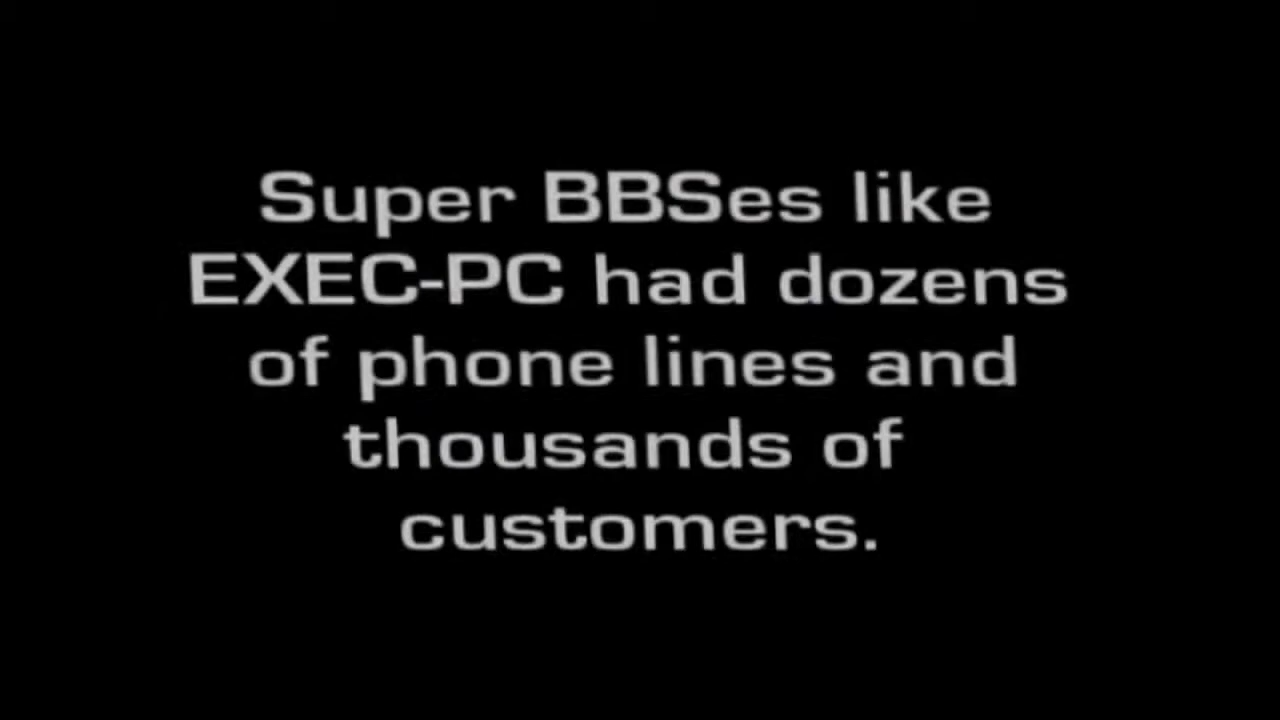 Super BBSes like
EXEC-PC had dozens
of phone lines and
thousands of
customers.